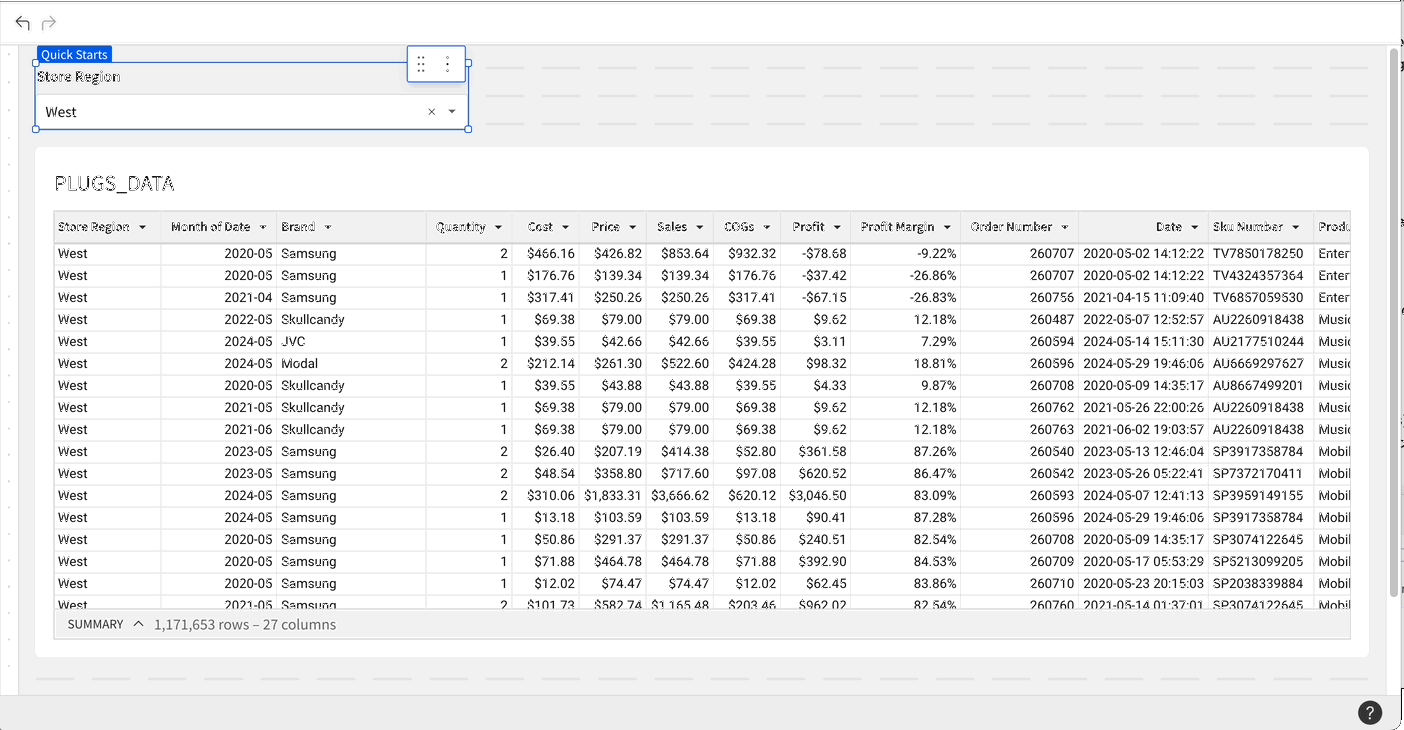 Quick Starts
Store Region
West
PLUGS_DATA
Store Region Month of Date Brand Quantity Cost Price Sales COGs Profit Profit Margin Order Number Date Sku Number Produ
West 2020-05 Samsung 2 $466.16 $426.82 $853.64 $932.32 -$78.68 -9.22% 260707 2020-05-02 14:12:22 TV7850178250 Enter
West 2020-05 Samsung 1 $176.76 $139.34 $139.34 $176.76 -$37.42 -26.86% 260707 2020-05-02 14:12:22 TV4324357364 Enter
West 2021-04 Samsung 1 $317.41 $250.26 $250.26 $317.41 -$67.15 -26.83% 260756 2021-04-15 11:09:40 TV6857059530 Enter
West 2022-05 Skullcandy 1 $69.38 $79.00 $79.00 $69.38 $9.62 12.18% 260487 2022-05-07 12:52:57 AU2260918438 Music
West 2024-05 JVC 1 $39.55 $42.66 $42.66 $39.55 $3.11 7.29% 260594 2024-05-14 15:11:30 AU2177510244 Music
West 2024-05 Modal 2 $212.14 $261.30 $522.60 $424.28 $98.32 18.81% 260596 2024-05-29 19:46:06 AU6669297627 Music
West 2020-05 Skullcandy 1 $39.55 $43.88 $43.88 $39.55 $4.33 9.87% 260708 2020-05-09 14:35:17 AU8667499201 Music
West 2021-05 Skullcandy 1 $69.38 $79.00 $79.00 $69.38 $9.62 12.18% 260762 2021-05-26 22:00:26 AU2260918438 Music
West 2021-06 Skullcandy 1 $69.38 $79.00 $79.00 $69.38 $9.62 12.18% 260763 2021-06-02 19:03:57 AU2260918438 Music
West 2023-05 Samsung 2 $26.40 $207.19 $414.38 $52.80 $361.58 87.26% 260540 2023-05-13 12:46:04 SP3917358784 Mobil
West 2023-05 Samsung 2 $48.54 $358.80 $717.60 $97.08 $620.52 86.47% 260542 2023-05-26 05:22:41 SP7372170411 Mobil
West 2024-05 Samsung 2 $310.06 $1,833.31 $3,666.62 $620.12 $3,046.50 83.09% 260593 2024-05-07 12:41:13 SP3959149155 Mobil
West 2024-05 Samsung 1 $13.18 $103.59 $103.59 $13.18 $90.41 87.28% 260596 2024-05-29 19:46:06 SP3917358784 Mobil
West 2020-05 Samsung 1 $50.86 $291.37 $291.37 $50.86 $240.51 82.54% 260708 2020-05-09 14:35:17 SP3074122645 Mobil
West 2020-05 Samsung 1 $71.88 $464.78 $464.78 $71.88 $392.90 84.53% 260709 2020-05-17 05:53:29 SP5213099205 Mobil
West 2020-05 Samsung 1 $12.02 $74.47 $74.47 $12.02 $62.45 83.86% 260710 2020-05-23 20:15:03 SP2038339884 Mobil
West 2021-05 Samsung 2 $101.73 $582.74 $1,165.48 $203.46 $962.02 82.54% 260760 2021-05-14 01:37:01 SP3074122645 Mobil
SUMMARY 1,171,653 rows – 27 columns
?